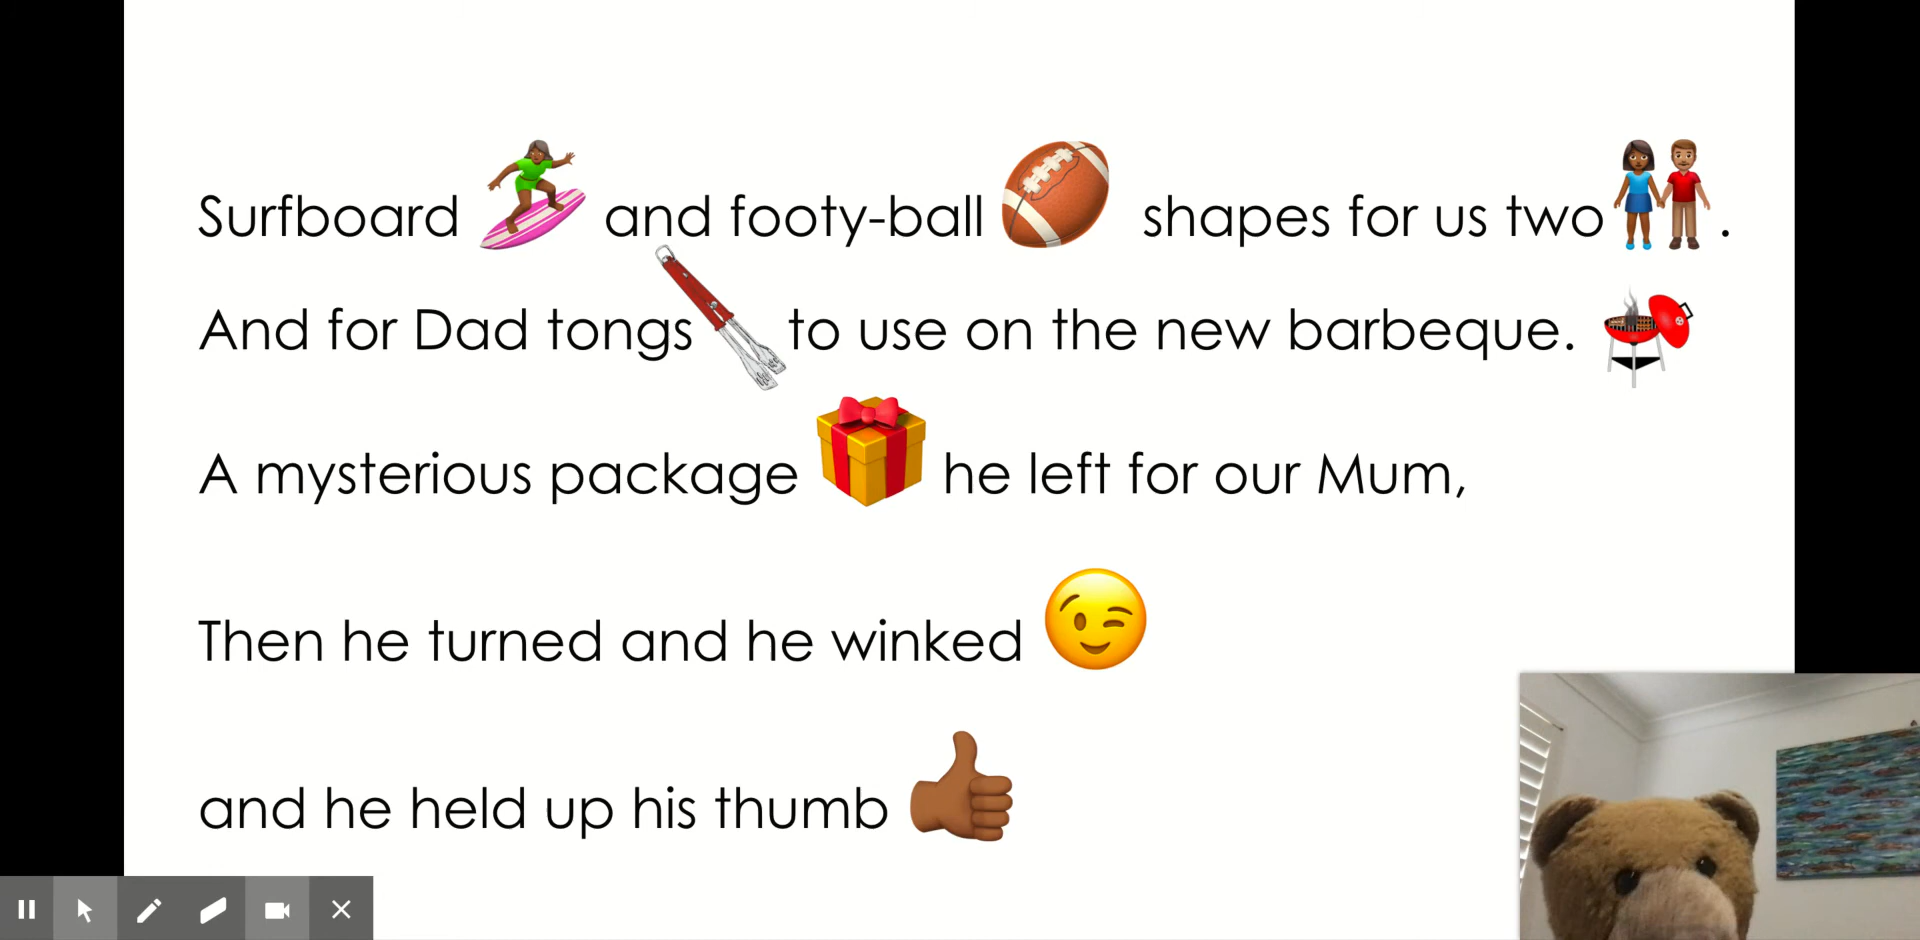 Surfboard and footy-ball shapes for us two.
And for Dad tongs to use on the new barbeque.
A mysterious package he left for our Mum,
Then he turned and he winked
and he held up his thumb